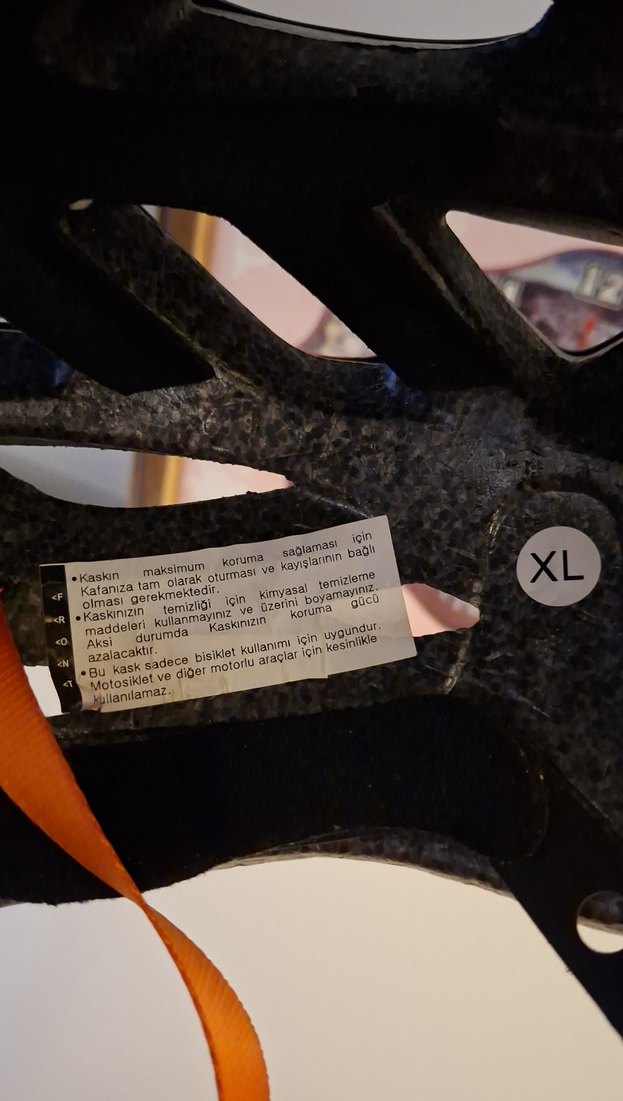 12
•Kaskın maksimum koruma sağlaması için
Kafanıza tam olarak oturması ve kayışlarının bağlı
olması gerekmektedir.
•Kaskınızın temizliği için kimyasal temizleme
maddeleri kullanmayınız ve üzerini boyamayınız.
Aksi durumda Kaskınızın koruma gücü
azalacaktır.
•Bu kask sadece bisiklet kullanımı için uygundur.
Motosiklet ve diğer motorlu araçlar için kesinlikle
kullanılamaz.
<F
<R
<O
<N
<T
XL